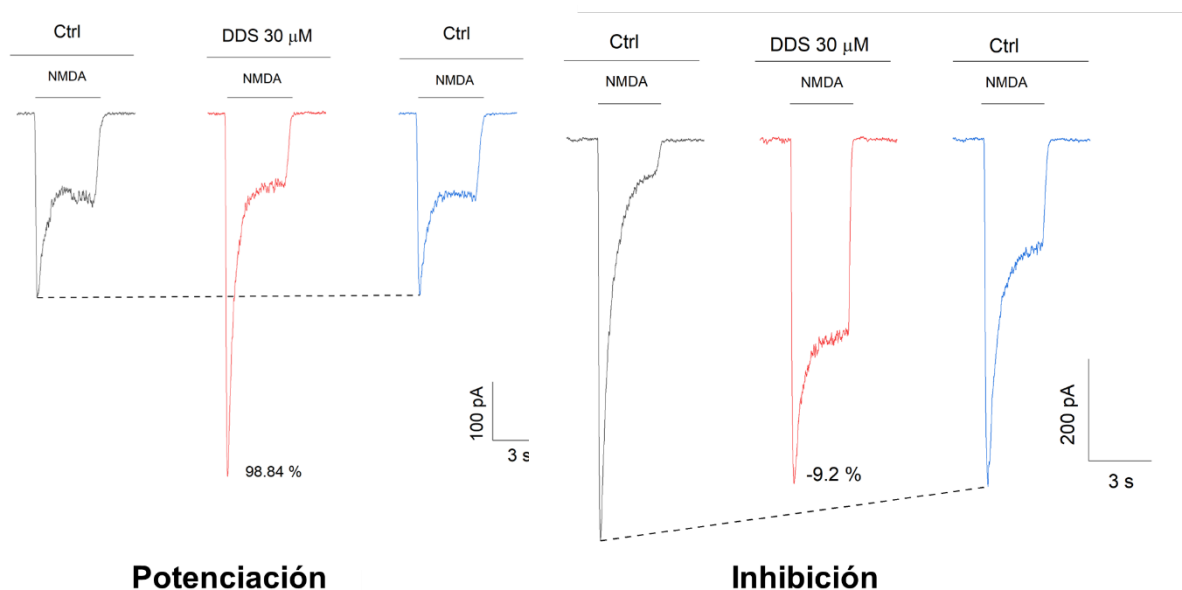 Ctrl
DDS 30 μM
Ctrl
NMDA
NMDA
NMDA
98.84 %
100 pA
3 s
Potenciación
Ctrl
DDS 30 μM
Ctrl
NMDA
NMDA
NMDA
-9.2 %
200 pA
3 s
Inhibición